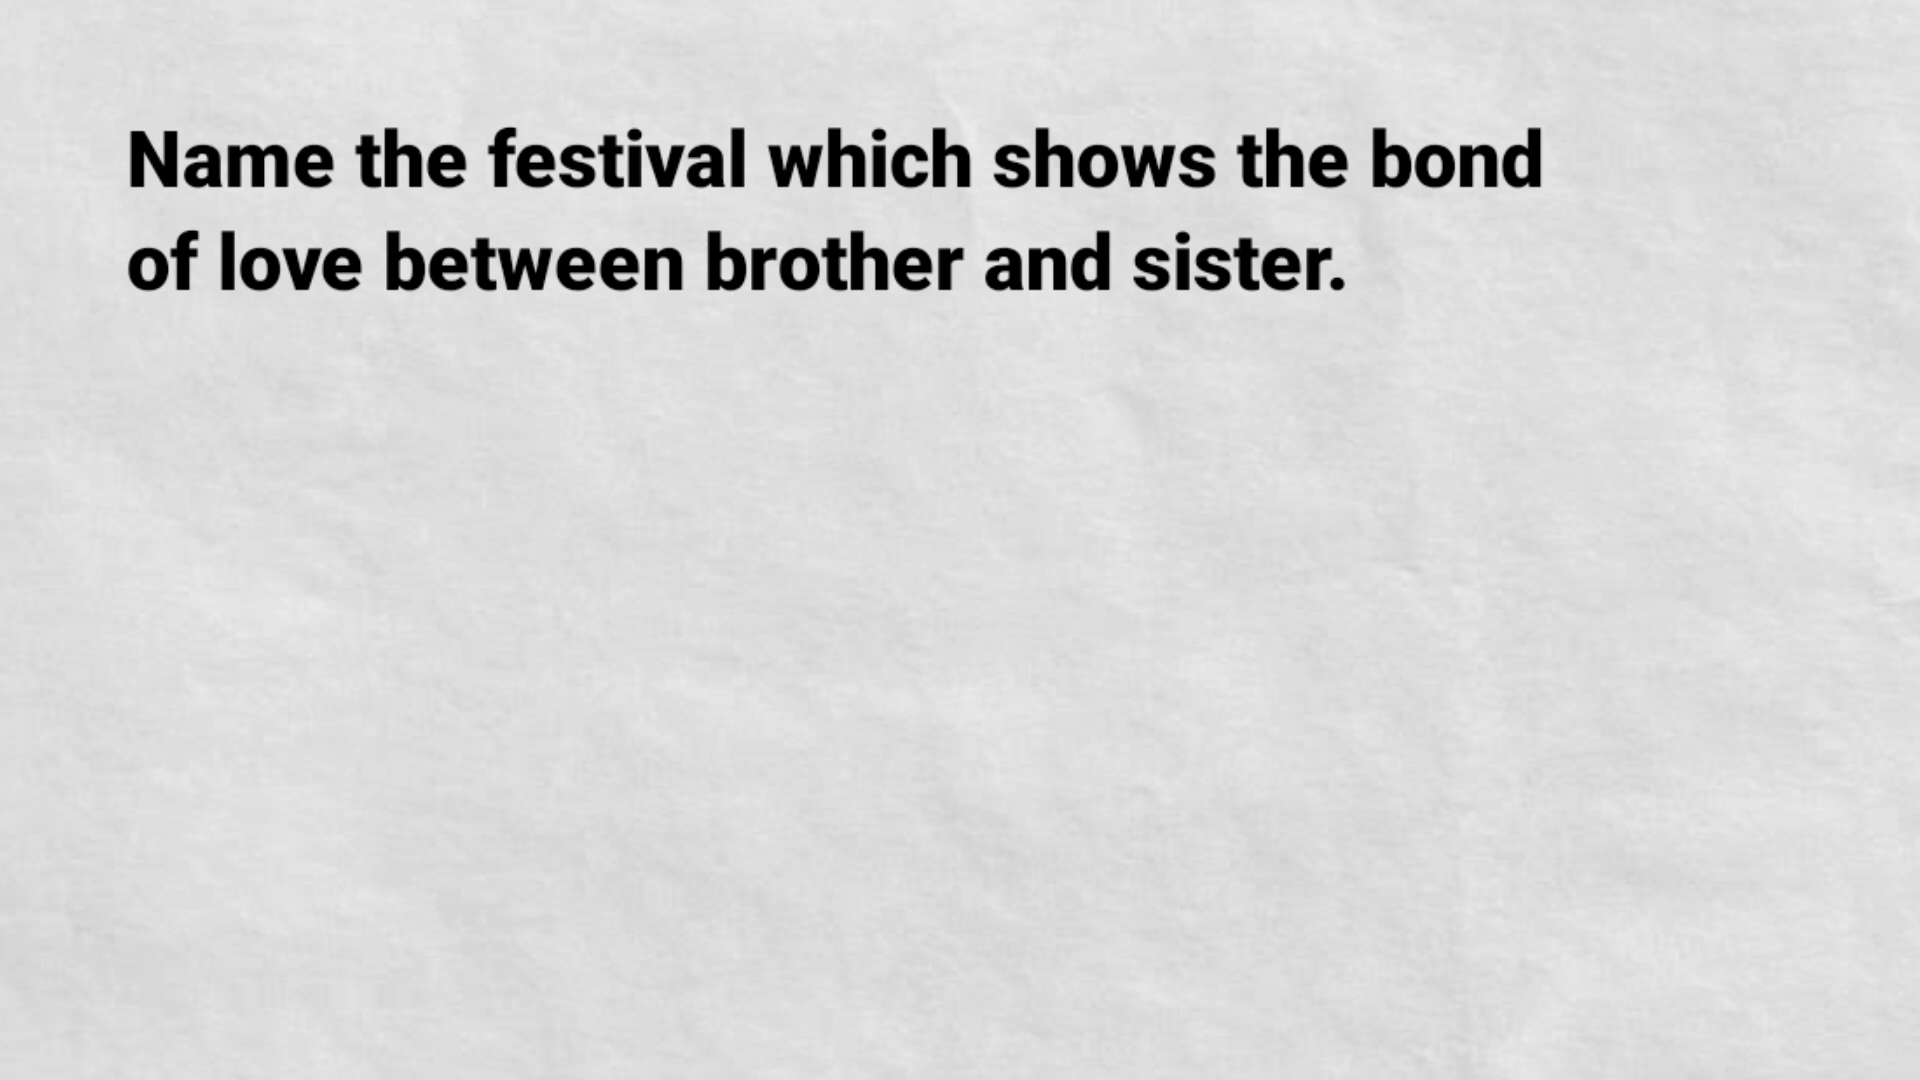 Name the festival which shows the bond
of love between brother and sister.